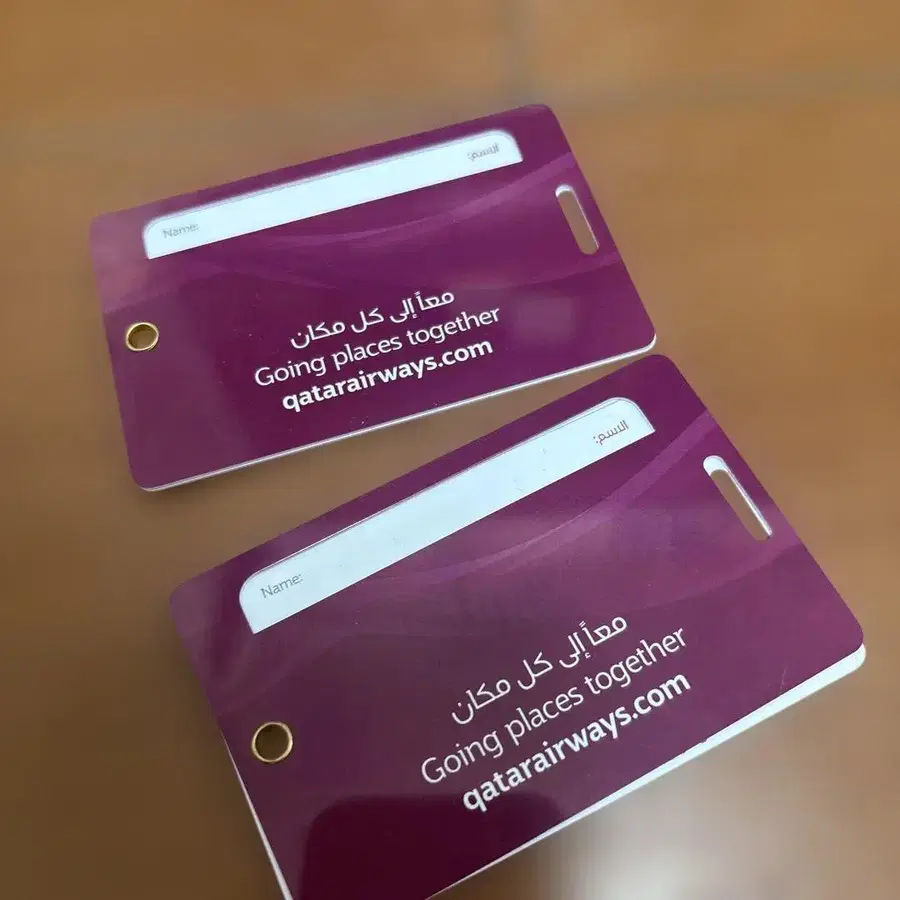 Name:
الاسم:
معاً إلى كل مكان
Going places together
qatarairways.com
Name:
الاسم:
معاً إلى كل مكان
Going places together
qatarairways.com